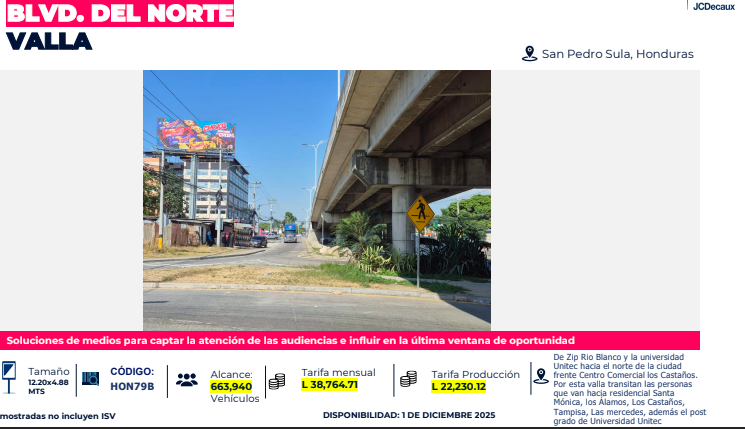 JCDecaux
BLVD. DEL NORTE
VALLA
San Pedro Sula, Honduras
Soluciones de medios para captar la atención de las audiencias e influir en la última ventana de oportunidad
Tamaño
12.20x4.88
MTS
CÓDIGO:
HON79B
Alcance:
663,940
Vehículos
Tarifa mensual
L 38,764.71
Tarifa Producción
L 22,230.12
De Zip Rio Blanco y la universidad
Unitec hacia el norte de la ciudad
frente Centro Comercial los Castaños.
Por esta valla transitan las personas
que van hacia residencial Santa
Mónica, los Álamos, Los Castaños,
Tampisa, Las mercedes, además el post
grado de Universidad Unitec
mostradas no incluyen ISV
DISPONIBILIDAD: 1 DE DICIEMBRE 2025